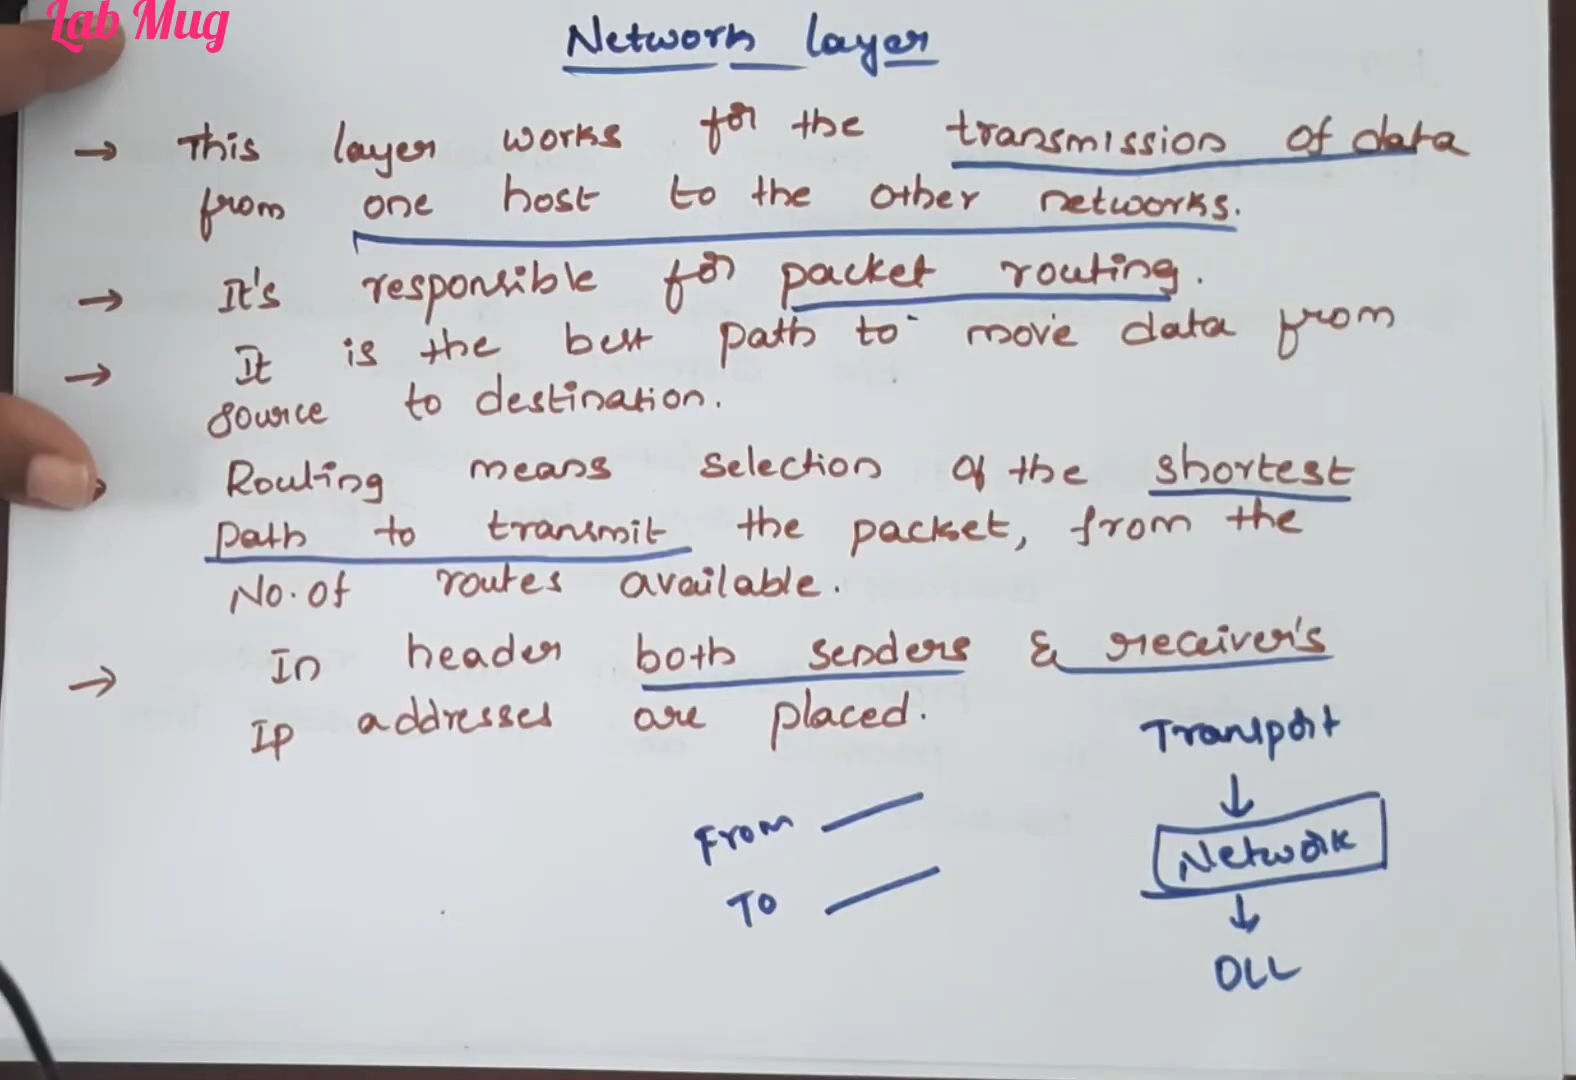 Lab Mug
Network layer
→ This layer works for the transmission of data
from one host to the other networks.
→ It's responsible for packet routing.
→ It is the best path to move data from
source to destination.
Routing means selection of the shortest
path to transmit the packet, from the
No. of routes available.
→ In header both senders & receiver's
Ip addresses are placed.
From
To
Transport
↓
Network
↓
DLL